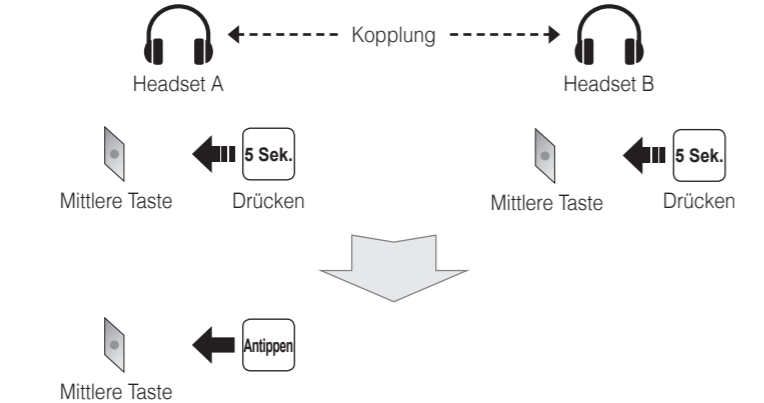 Kopplung
Headset A Headset B
5 Sek. 5 Sek.
Mittlere Taste Drücken Mittlere Taste Drücken
Antippen
Mittlere Taste